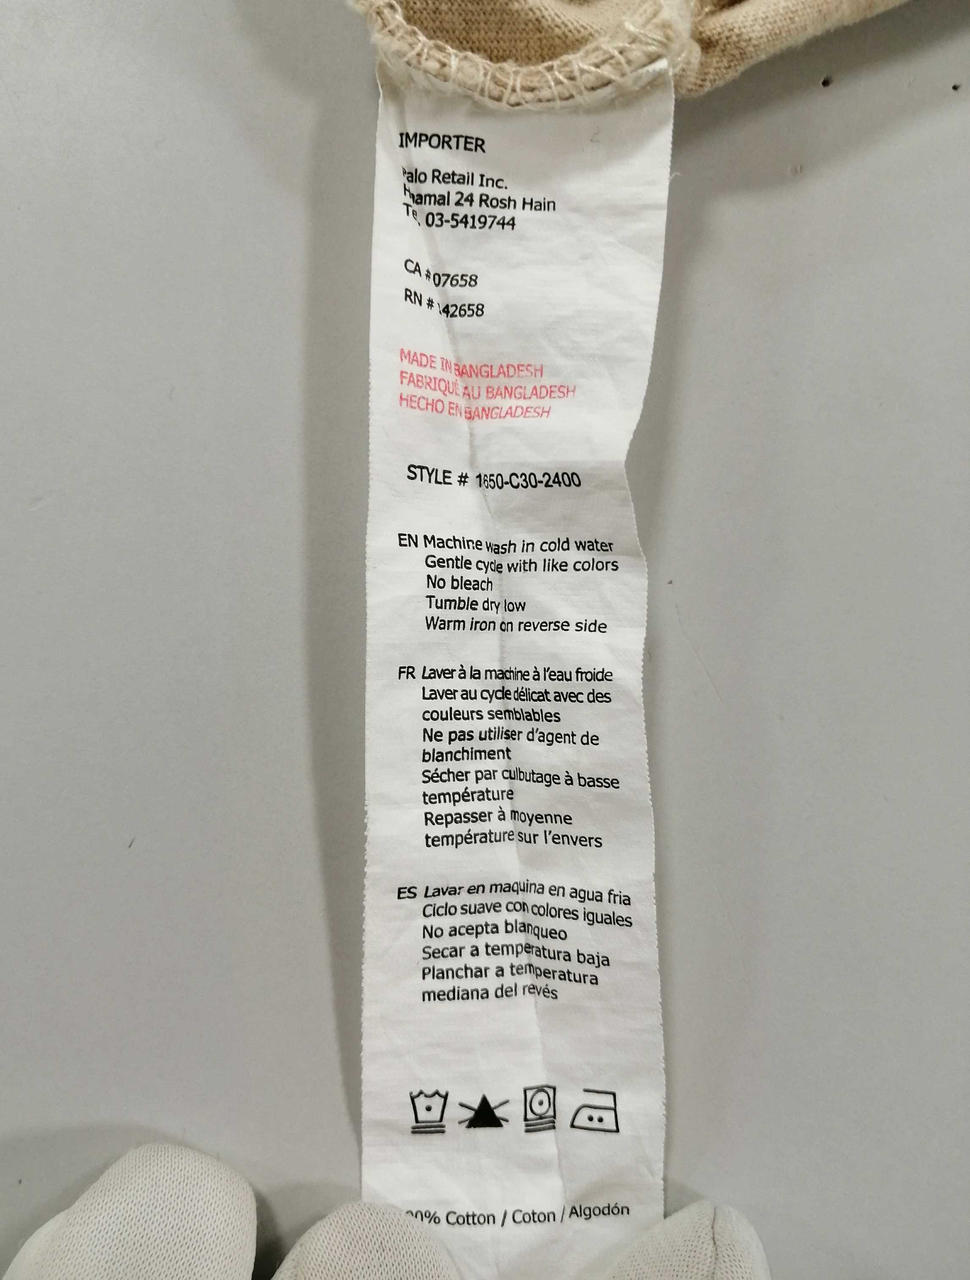 IMPORTER
Retail Inc.
24 Rosh Hain
03-5419744
CA # 07658
RN #
MADE IN BANGLADESH
FABRIQUÉ AU BANGLADESH
HECHO EN BANGLADESH
STYLE # 1650-C30-2400
EN Machine wash in cold water
Gentle cycle with like colors
No bleach
Tumble dry low
Warm iron on reverse side
FR Laver à la machine à l'eau froide
Laver au cycle délicat avec des
couleurs semblables
Ne pas utiliser d'agent de
blanchiment
Sécher par culbutage à basse
température
Repasser à moyenne
température sur l'envers
ES Lavar en maquina en agua fria
Ciclo suave con colores iguales
No acepta blanqueo
Secar a temperatura baja
Planchar a temperatura
mediana del revés
Cotton / Coton / Algodón